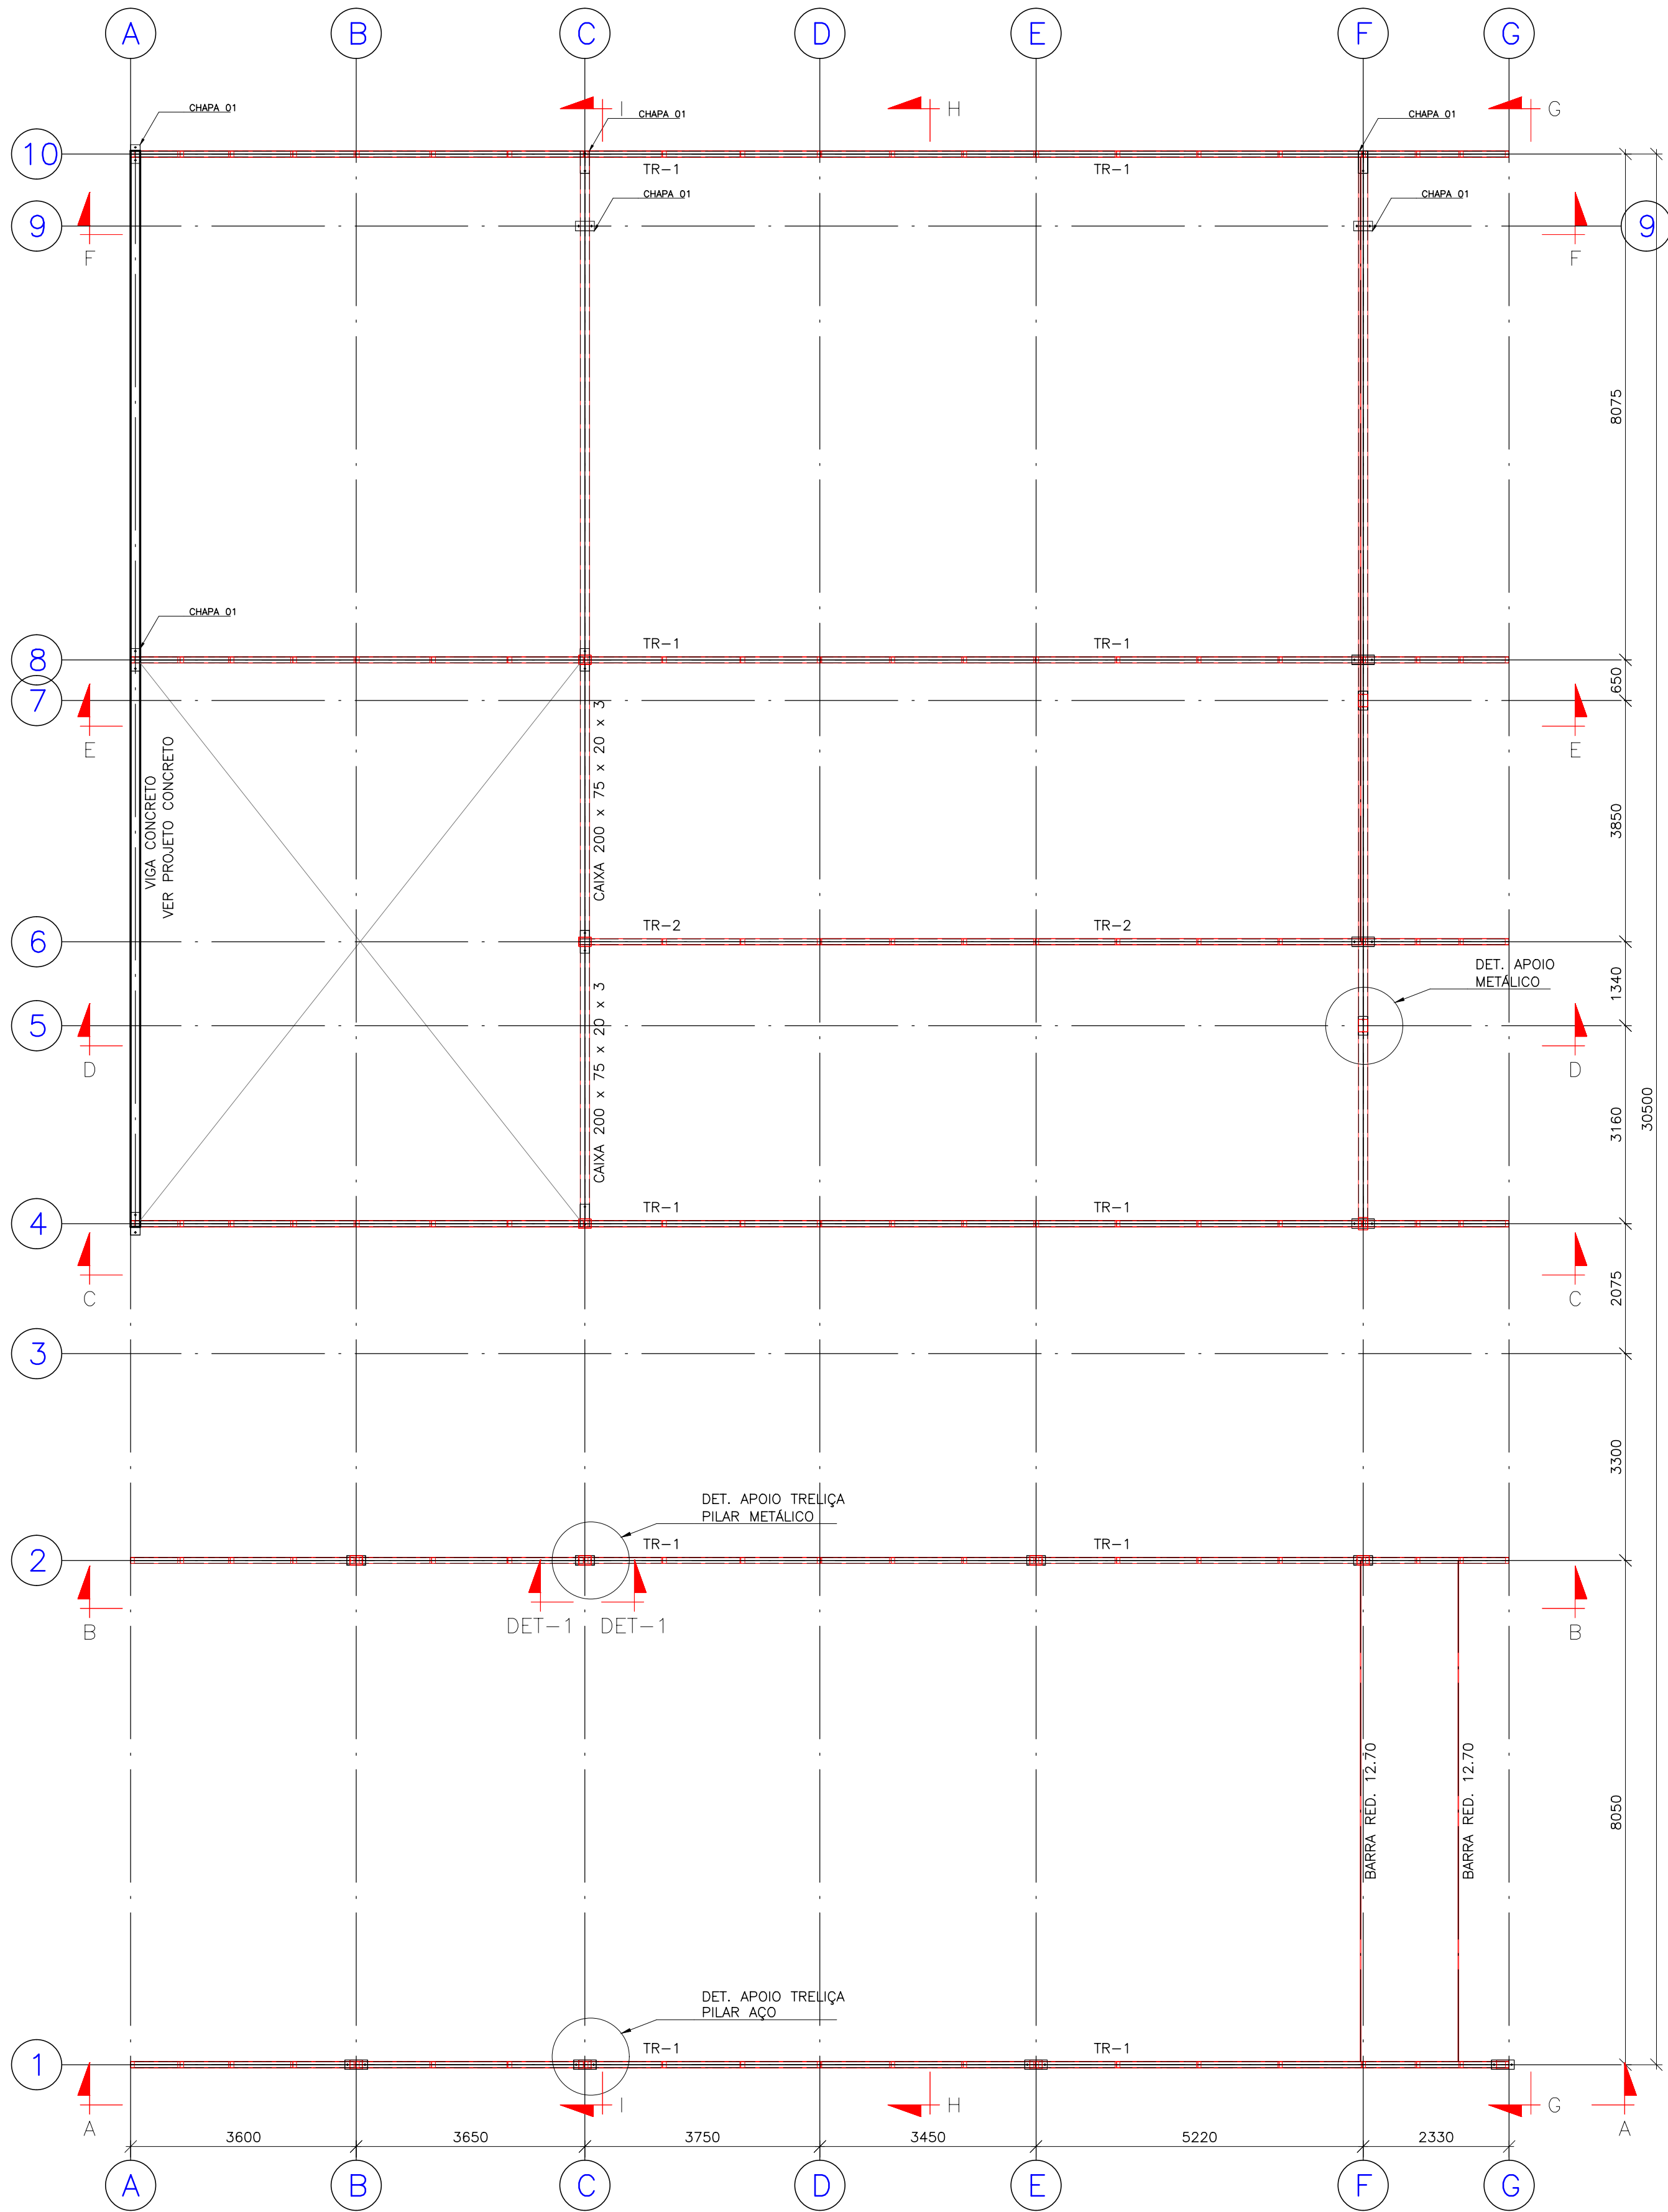 A
B
C
D
E
F
G
CHAPA 01
I
CHAPA 01
H
CHAPA 01
G
10
TR-1
TR-1
CHAPA 01
CHAPA 01
9
9
F
F
8075
CHAPA 01
8
TR-1
TR-1
650
7
E
E
VIGA CONCRETO
VER PROJETO CONCRETO
CAIXA 200 x 75 x 20 x 3
3850
6
TR-2
TR-2
DET. APOIO
METÁLICO
1340
5
D
D
CAIXA 200 x 75 x 20 x 3
3160
30500
4
TR-1
TR-1
C
C
2075
3
3300
DET. APOIO TRELIÇA
PILAR METÁLICO
2
TR-1
TR-1
B
DET-1
DET-1
B
BARRA RED. 12.70
BARRA RED. 12.70
8050
DET. APOIO TRELIÇA
PILAR AÇO
1
TR-1
TR-1
A
I
H
G
A
3600
3650
3750
3450
5220
2330
A
B
C
D
E
F
G